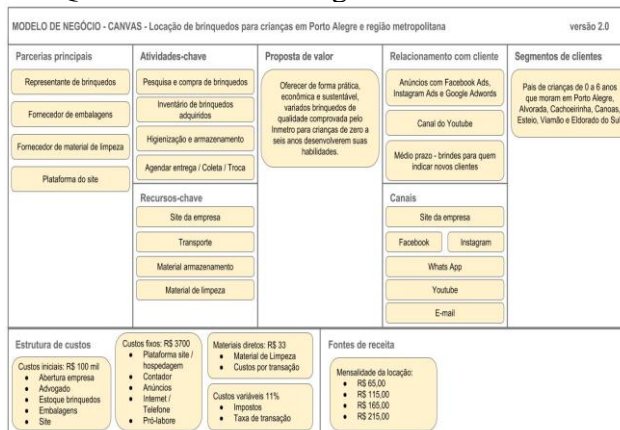 MODELO DE NEGÓCIO - CANVAS - Locação de brinquedos para crianças em Porto Alegre e região metropolitana
versão 2.0
Parcerias principais
Representante de brinquedos
Fornecedor de embalagens
Fornecedor de material de limpeza
Plataforma do site
Atividades-chave
Pesquisa e compra de brinquedos
Inventário de brinquedos
adquiridos
Higienização e armazenamento
Agendar entrega / Coleta / Troca
Recursos-chave
Site da empresa
Transporte
Material armazenamento
Material de limpeza
Proposta de valor
Oferecer de forma prática,
econômica e sustentável,
variados brinquedos de
qualidade comprovada pelo
Inmetro para crianças de zero a
seis anos desenvolverem suas
habilidades.
Relacionamento com cliente
Anúncios com Facebook Ads,
Instagram Ads e Google Adwords
Canal do Youtube
Médio prazo - brindes para quem
indicar novos clientes
Canais
Site da empresa
Facebook
Instagram
Whats App
Youtube
E-mail
Segmentos de clientes
Pais de crianças de 0 a 6 anos
que moram em Porto Alegre,
Alvorada, Cachoeirinha, Canoas,
Esteio, Viamão e Eldorado do Sul
Estrutura de custos
Custos iniciais: R$ 100 mil
Abertura empresa
Advogado
Estoque brinquedos
Embalagens
Site
Custos fixos: R$ 3700
Plataforma site /
hospedagem
Contador
Anúncios
Internet /
Telefone
Pró-labore
Materiais diretos: R$ 33
Material de Limpeza
Custos por transação
Custos variáveis 11%
Impostos
Taxa de transação
Fontes de receita
Mensalidade da locação:
R$ 65,00
R$ 115,00
R$ 165,00
R$ 215,00